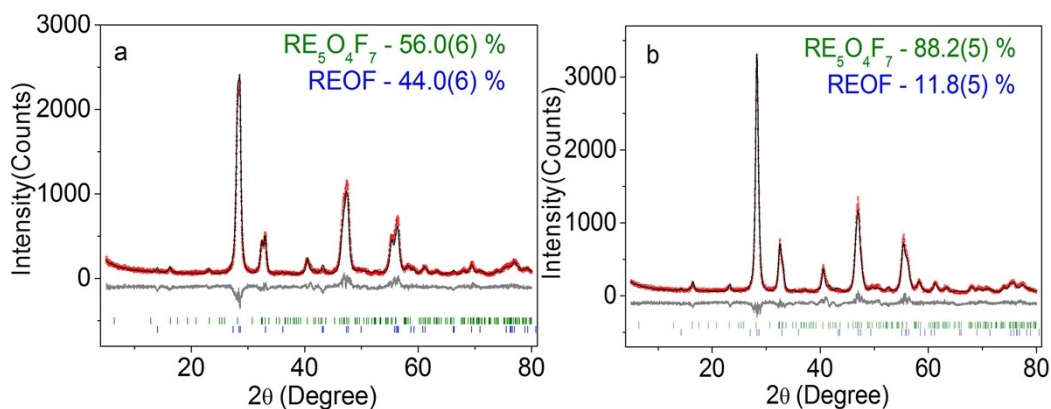 a
RE₅O₄F₇ - 56.0(6) %
REOF - 44.0(6) %
Intensity(Counts)
3000
2000
1000
0
20 40 60 80
2θ (Degree)
b
RE₅O₄F₇ - 88.2(5) %
REOF - 11.8(5) %
Intensity(Counts)
3000
2000
1000
0
20 40 60 80
2θ (Degree)